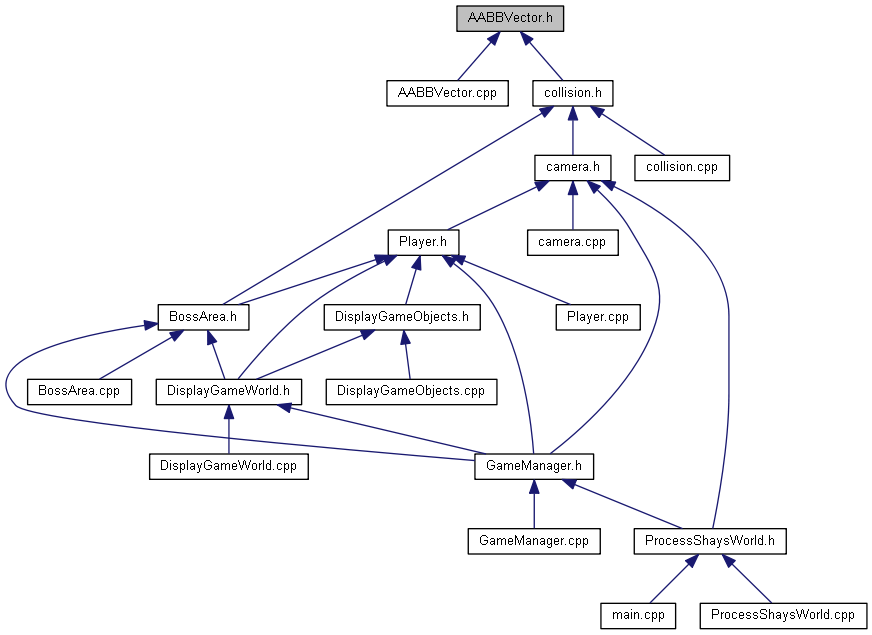 AABBVector.h
AABBVector.cpp
collision.h
camera.h
collision.cpp
Player.h
camera.cpp
BossArea.h
DisplayGameObjects.h
Player.cpp
BossArea.cpp
DisplayGameWorld.h
DisplayGameObjects.cpp
DisplayGameWorld.cpp
GameManager.h
GameManager.cpp
ProcessShaysWorld.h
main.cpp
ProcessShaysWorld.cpp